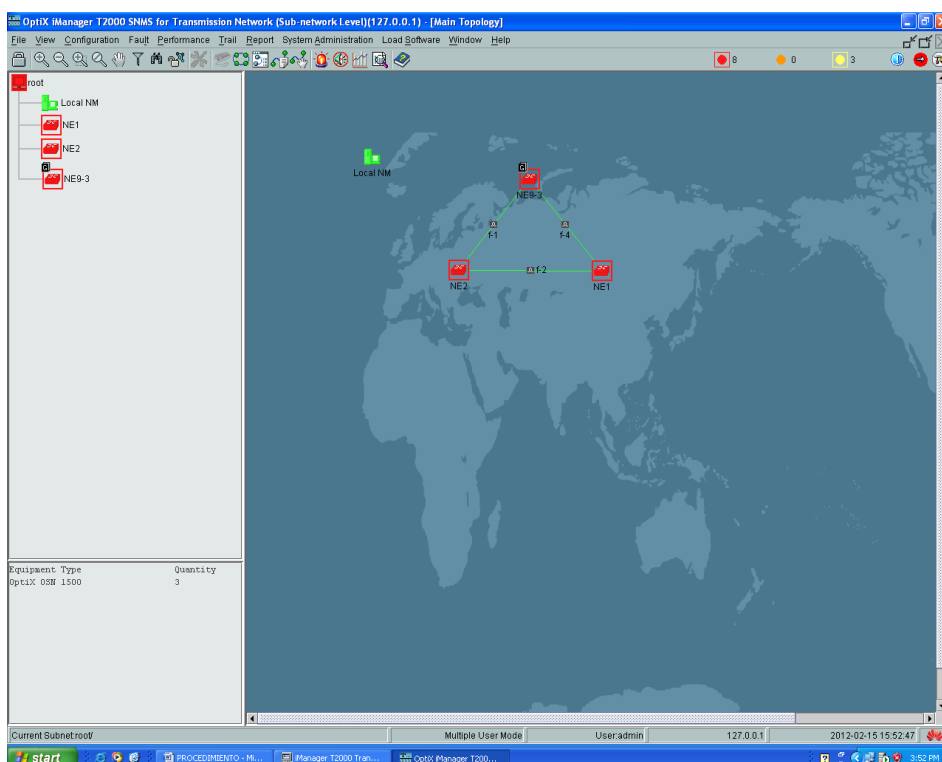 OptiX iManager T2000 SNMS for Transmission Network (Sub-network Level)(127.0.0.1) - [Main Topology]
File View Configuration Fault Performance Trail Report System Administration Load Software Window Help
8 0 3
root
Local NM
NE1
NE2
NE9-3
Local NM
NE9-3
f-1
f-4
f-2
NE2
NE1
Equipment Type Quantity
OptiX OSN 1500 3
Current Subnet:root/ Multiple User Mode User:admin 127.0.0.1 2012-02-15 15:52:47
start PROCEDIMIENTO - Mi... iManager T2000 Tran... OptiX iManager T200... 3:52 PM